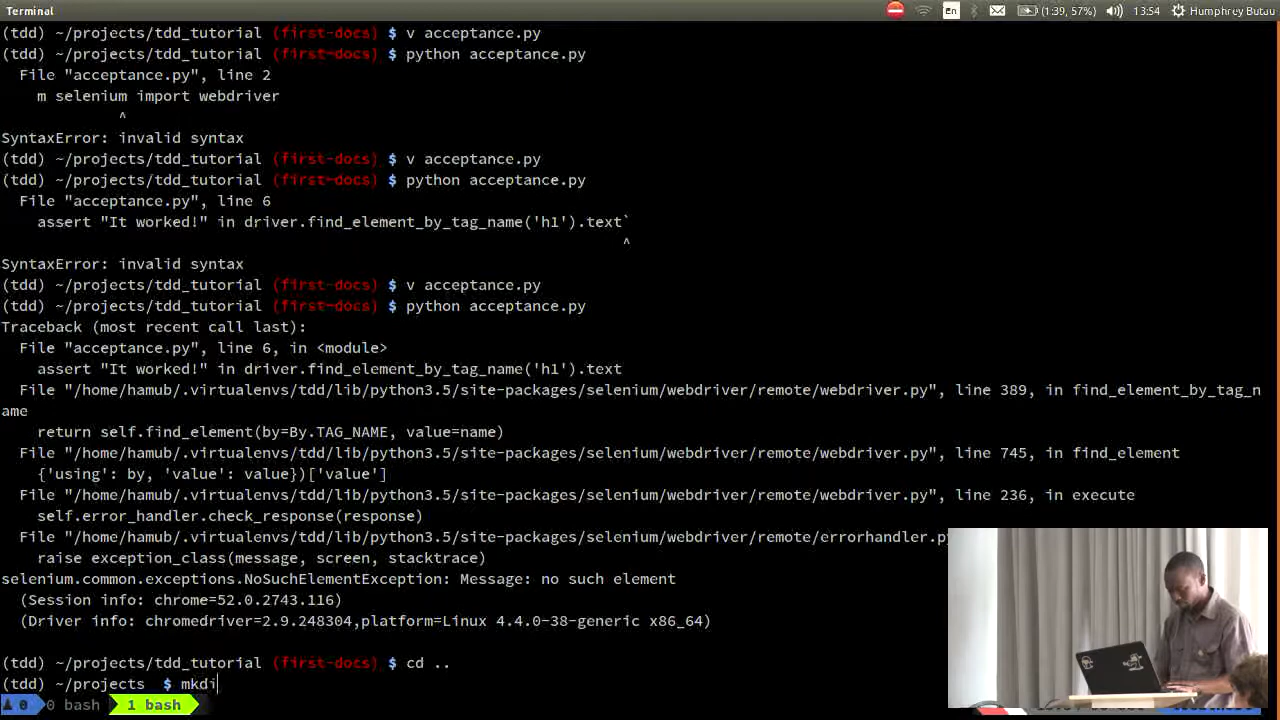 Terminal En (1:39, 57%) 13:54 Humphrey Butau
(tdd) ~/projects/tdd_tutorial (first-docs) $ v acceptance.py
(tdd) ~/projects/tdd_tutorial (first-docs) $ python acceptance.py
File "acceptance.py", line 2
m selenium import webdriver
^
SyntaxError: invalid syntax
(tdd) ~/projects/tdd_tutorial (first-docs) $ v acceptance.py
(tdd) ~/projects/tdd_tutorial (first-docs) $ python acceptance.py
File "acceptance.py", line 6
assert "It worked!" in driver.find_element_by_tag_name('h1').text`
^
SyntaxError: invalid syntax
(tdd) ~/projects/tdd_tutorial (first-docs) $ v acceptance.py
(tdd) ~/projects/tdd_tutorial (first-docs) $ python acceptance.py
Traceback (most recent call last):
File "acceptance.py", line 6, in <module>
assert "It worked!" in driver.find_element_by_tag_name('h1').text
File "/home/hamub/.virtualenvs/tdd/lib/python3.5/site-packages/selenium/webdriver/remote/webdriver.py", line 389, in find_element_by_tag_n
ame
return self.find_element(by=By.TAG_NAME, value=name)
File "/home/hamub/.virtualenvs/tdd/lib/python3.5/site-packages/selenium/webdriver/remote/webdriver.py", line 745, in find_element
{'using': by, 'value': value})['value']
File "/home/hamub/.virtualenvs/tdd/lib/python3.5/site-packages/selenium/webdriver/remote/webdriver.py", line 236, in execute
self.error_handler.check_response(response)
File "/home/hamub/.virtualenvs/tdd/lib/python3.5/site-packages/selenium/webdriver/remote/errorhandler.py
raise exception_class(message, screen, stacktrace)
selenium.common.exceptions.NoSuchElementException: Message: no such element
(Session info: chrome=52.0.2743.116)
(Driver info: chromedriver=2.9.248304,platform=Linux 4.4.0-38-generic x86_64)
(tdd) ~/projects/tdd_tutorial (first-docs) $ cd ..
(tdd) ~/projects $ mkdi
0 0 bash 1 bash